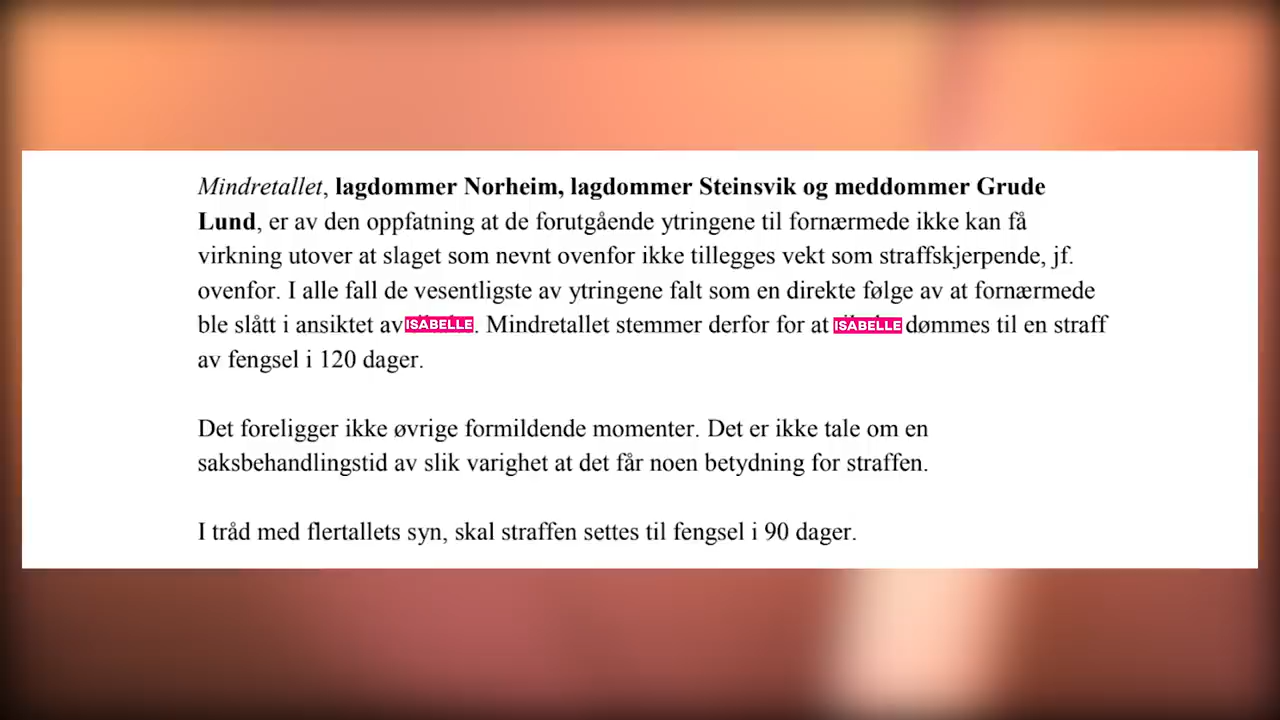 Mindretallet, lagdommer Norheim, lagdommer Steinsvik og meddommer Grude
Lund, er av den oppfatning at de forutgående ytringene til fornærmede ikke kan få
virkning utover at slaget som nevnt ovenfor ikke tillegges vekt som straffskjerpende, jf.
ovenfor. I alle fall de vesentligste av ytringene falt som en direkte følge av at fornærmede
ble slått i ansiktet av ISABELLE. Mindretallet stemmer derfor for at ISABELLE dømmes til en straff
av fengsel i 120 dager.
Det foreligger ikke øvrige formildende momenter. Det er ikke tale om en
saksbehandlingstid av slik varighet at det får noen betydning for straffen.
I tråd med flertallets syn, skal straffen settes til fengsel i 90 dager.